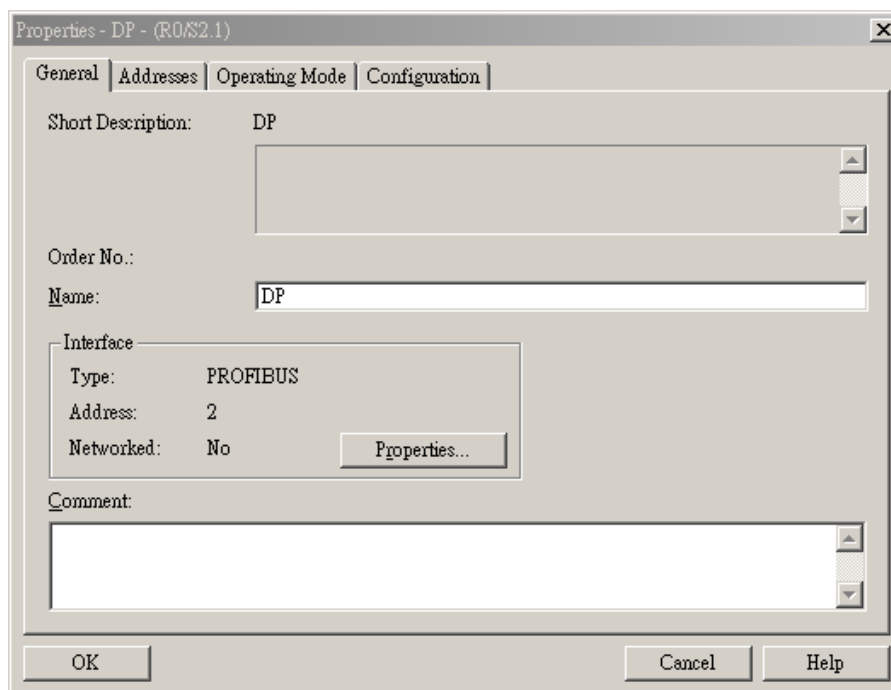 Properties - DP - (R0/S2.1)
General Addresses Operating Mode Configuration
Short Description: DP
Order No.:
Name: DP
Interface
Type: PROFIBUS
Address: 2
Networked: No Properties...
Comment:
OK Cancel Help